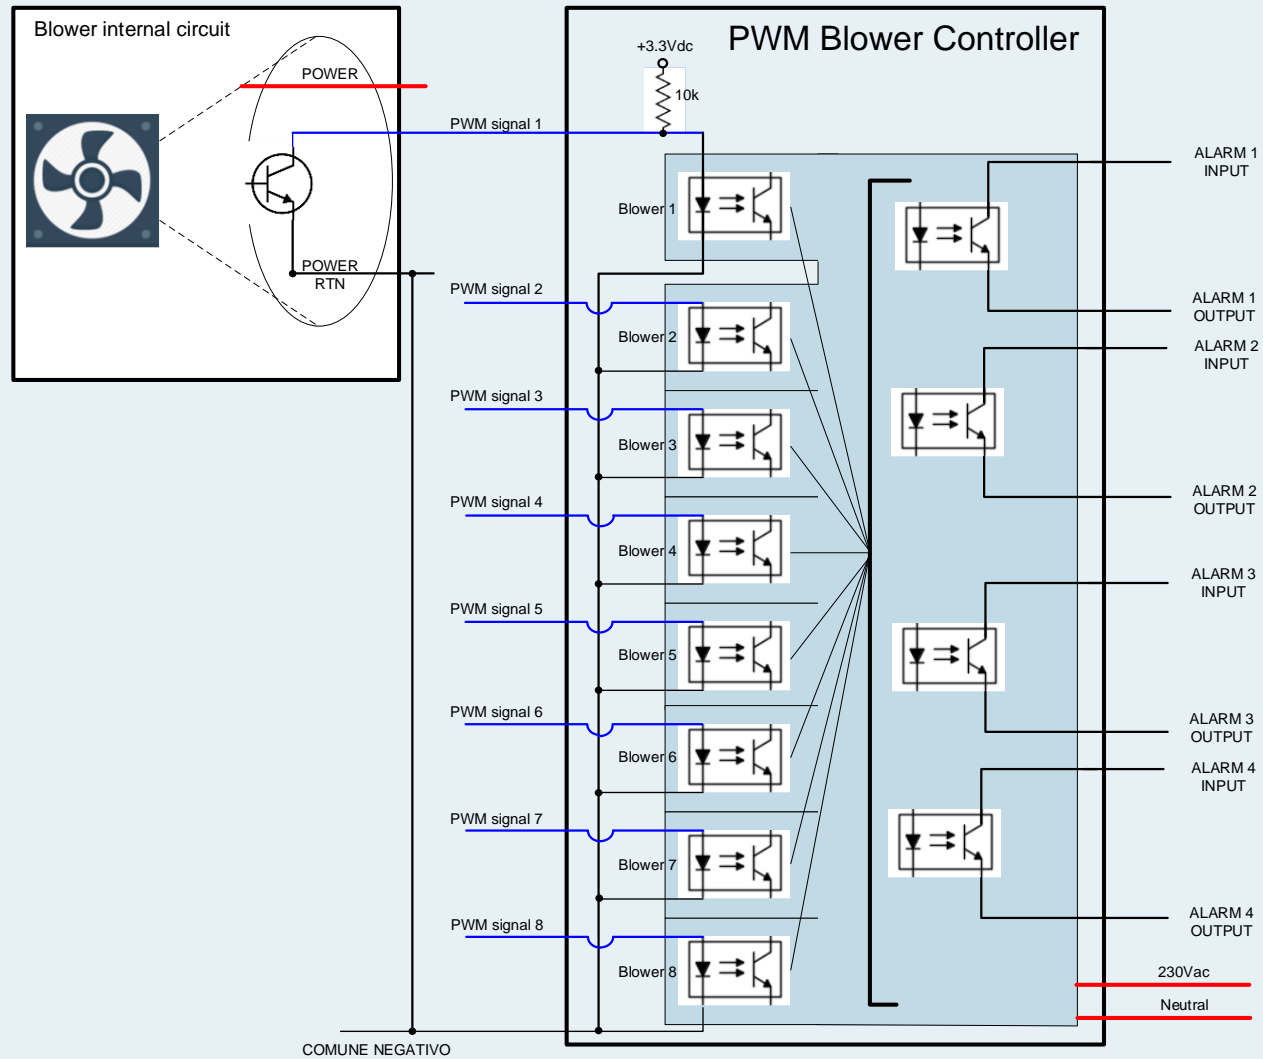 Blower internal circuit
PWM Blower Controller
+3.3Vdc
10k
POWER
PWM signal 1
POWER
RTN
Blower 1
PWM signal 2
Blower 2
PWM signal 3
Blower 3
PWM signal 4
Blower 4
PWM signal 5
Blower 5
PWM signal 6
Blower 6
PWM signal 7
Blower 7
PWM signal 8
Blower 8
COMUNE NEGATIVO
ALARM 1
INPUT
ALARM 1
OUTPUT
ALARM 2
INPUT
ALARM 2
OUTPUT
ALARM 3
INPUT
ALARM 3
OUTPUT
ALARM 4
INPUT
ALARM 4
OUTPUT
230Vac
Neutral